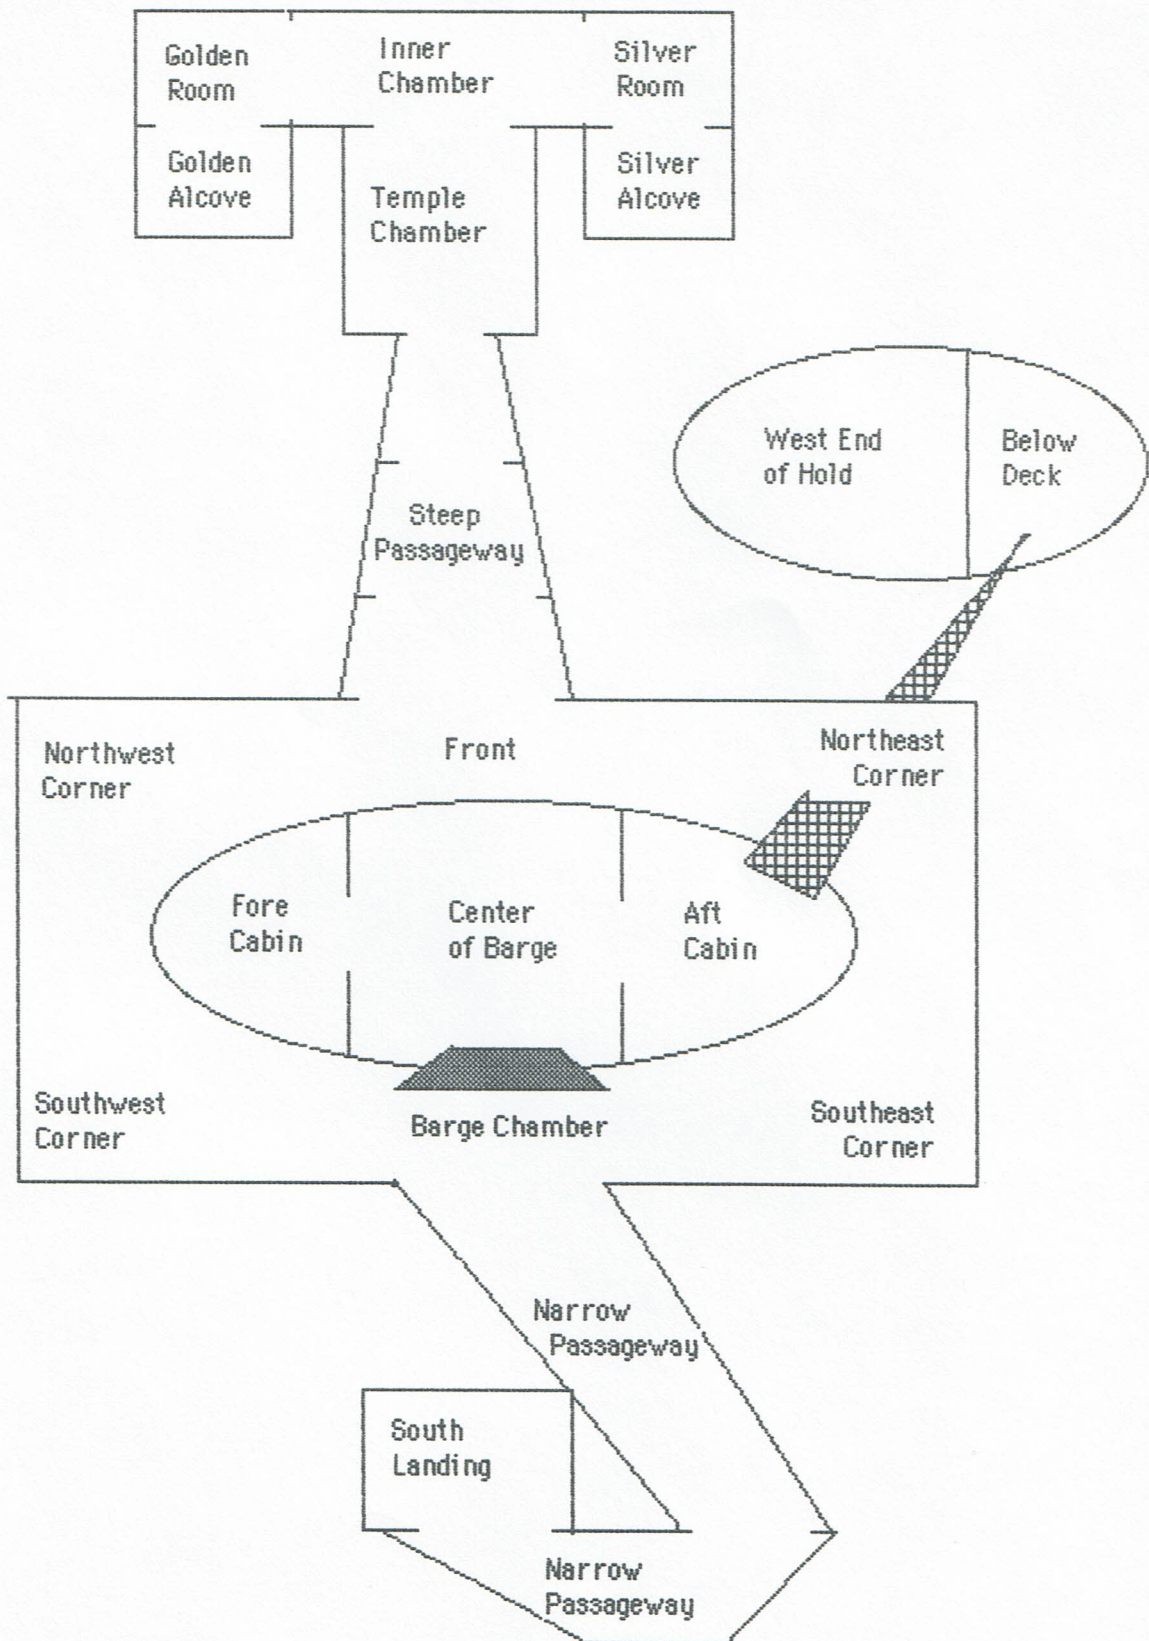 Golden
Room
Inner
Chamber
Silver
Room
Golden
Alcove
Temple
Chamber
Silver
Alcove
West End
of Hold
Below
Deck
Steep
Passageway
Northwest
Corner
Front
Northeast
Corner
Fore
Cabin
Center
of Barge
Aft
Cabin
Southwest
Corner
Barge Chamber
Southeast
Corner
Narrow
Passageway
South
Landing
Narrow
Passageway